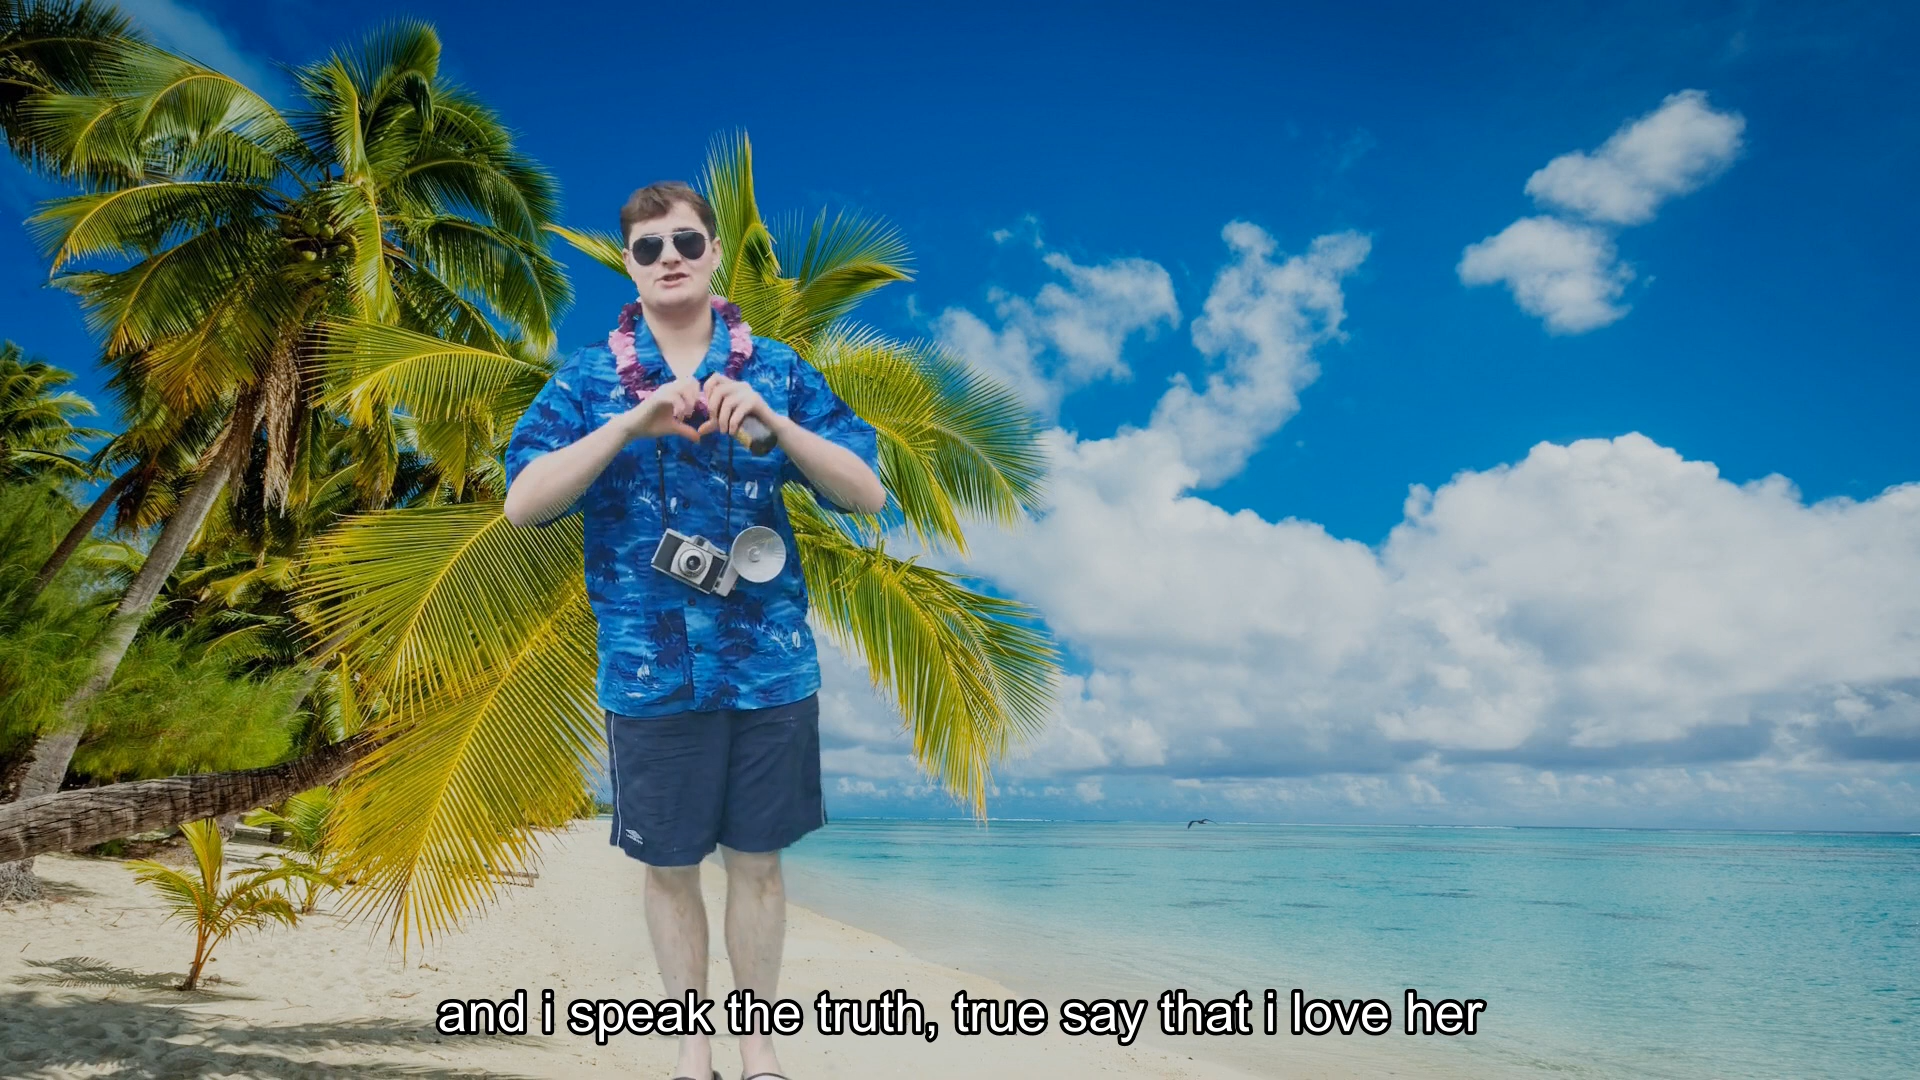 and i speak the truth, true say that i love her